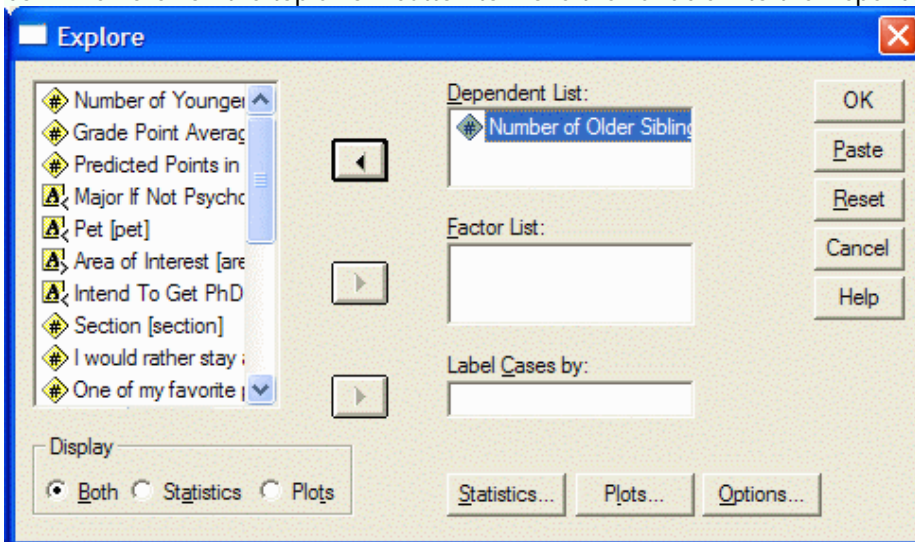 Explore
Number of Younger
Grade Point Averag
Predicted Points in
Major If Not Psycho
Pet [pet]
Area of Interest [are
Intend To Get PhD
Section [section]
I would rather stay
One of my favorite
Dependent List:
Number of Older Sibling
Factor List:
Label Cases by:
OK
Paste
Reset
Cancel
Help
Display
Both Statistics Plots
Statistics... Plots... Options...